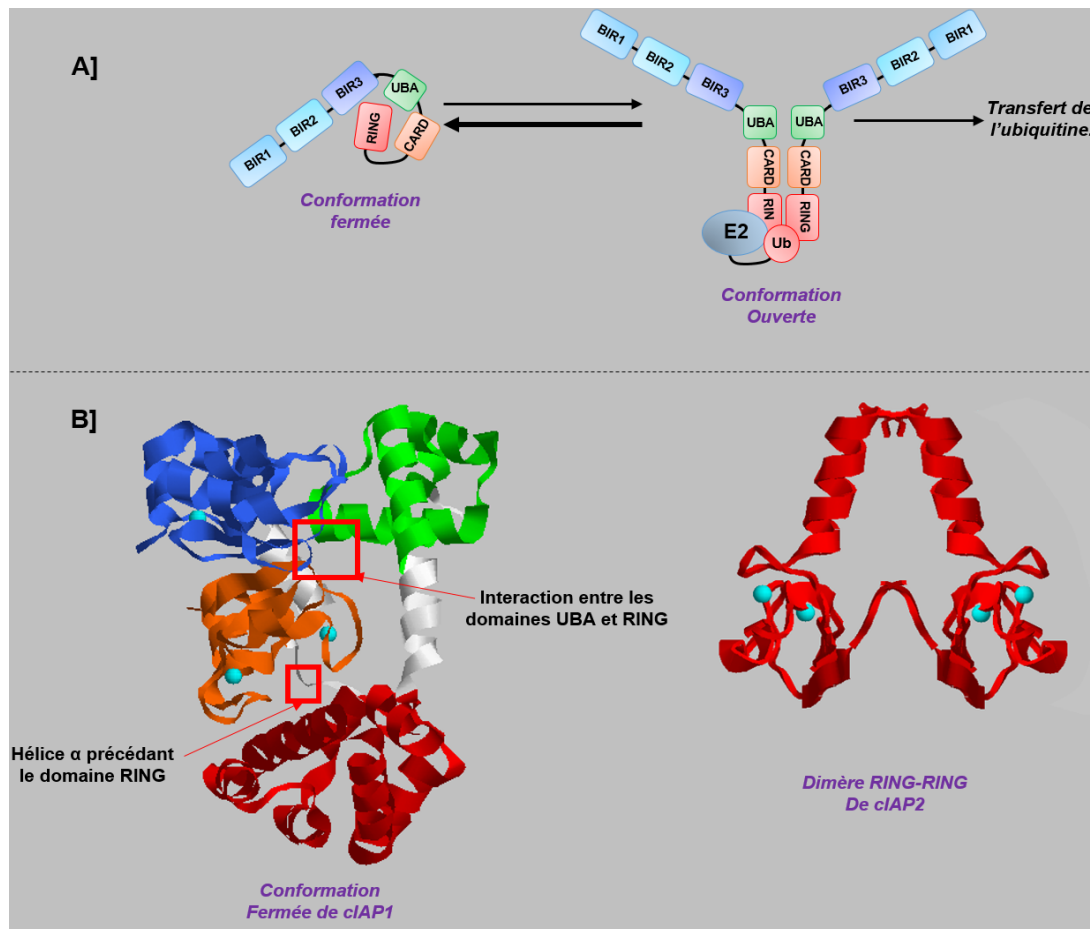 A]
BIR1
BIR2
BIR3
UBA
RING
CARD
Conformation
fermée
BIR1
BIR2
BIR3
UBA
CARD
RIN
E2
Ub
BIR1
BIR2
BIR3
UBA
CARD
RING
Conformation
Ouverte
Transfert de
l’ubiquitine.
B]
Interaction entre les
domaines UBA et RING
Hélice α précédant
le domaine RING
Conformation
Fermée de cIAP1
Dimère RING-RING
De cIAP2